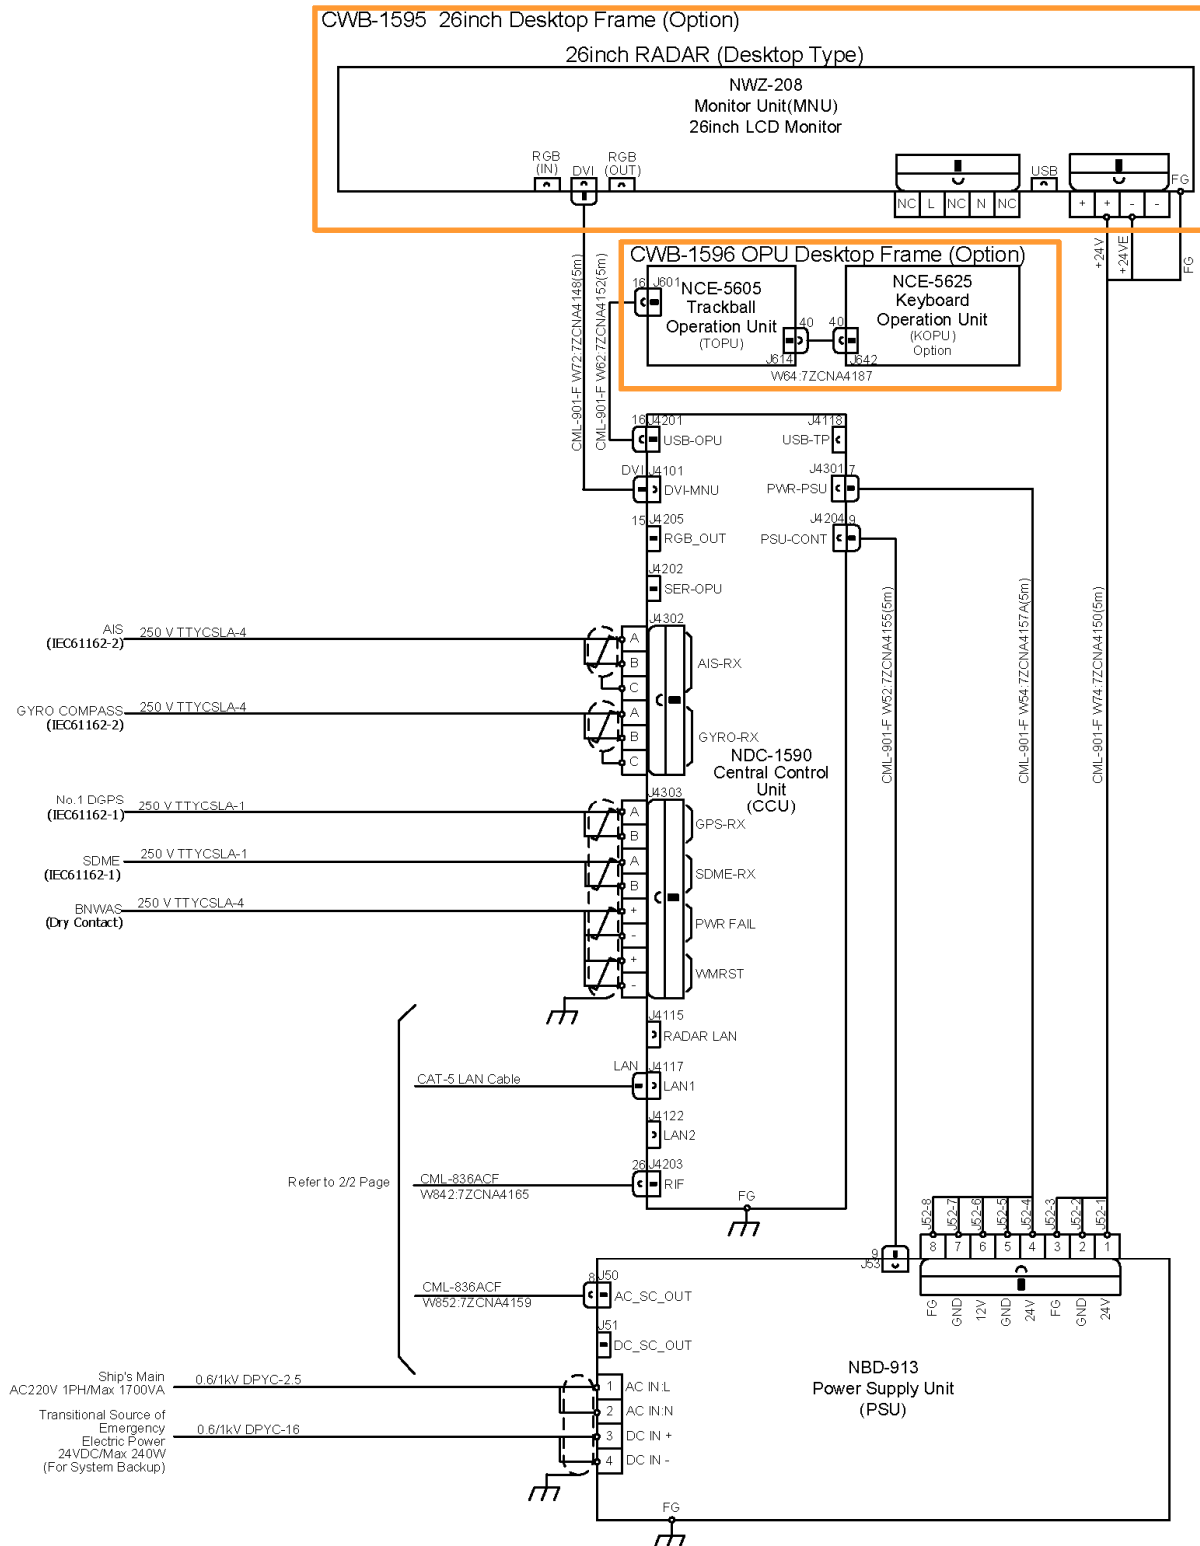 CWB-1595  26inch Desktop Frame (Option)
26inch RADAR (Desktop Type)
NWZ-208
Monitor Unit(MNU)
26inch LCD Monitor
RGB
(IN)
DVI
RGB
(OUT)
USB
FG
NC L NC N NC
+ + - -
+24V
+24VE
FG
CWB-1596 OPU Desktop Frame (Option)
16
J601
NCE-5605
Trackball
Operation Unit
(TOPU)
40
J614
40
J642
NCE-5625
Keyboard
Operation Unit
(KOPU)
Option
W64:7ZCNA4187
CML-901-F W72:7ZCNA4148(5m)
CML-901-F W62:7ZCNA4152(5m)
16 J4201
USB-OPU
J4118
USB-TP
DVI J4101
DVI-MNU
J4301 7
PWR-PSU
15 J4205
RGB_OUT
J4204 9
PSU-CONT
J4202
SER-OPU
CML-901-F W52:7ZCNA4155(5m)
CML-901-F W54:7ZCNA4157A(5m)
CML-901-F W74:7ZCNA4150(5m)
AIS
(IEC61162-2)
250 V TTYCSLA-4
J4302
A
B
C
AIS-RX
GYRO COMPASS
(IEC61162-2)
250 V TTYCSLA-4
A
B
C
GYRO-RX
NDC-1590
Central Control
Unit
(CCU)
No.1 DGPS
(IEC61162-1)
250 V TTYCSLA-1
J4303
A
B
GPS-RX
SDME
(IEC61162-1)
250 V TTYCSLA-1
A
B
SDME-RX
BNWAS
(Dry Contact)
250 V TTYCSLA-4
+
-
PWR FAIL
+
-
WMRST
J4115
RADAR LAN
CAT-5 LAN Cable
LAN J4117
LAN1
J4122
LAN2
Refer to 2/2 Page
CML-836ACF
W842:7ZCNA4165
26 J4203
RIF
FG
J52-8
J52-7
J52-6
J52-5
J52-4
J52-3
J52-2
J52-1
8 7 6 5 4 3 2 1
FG
GND
12V
GND
24V
FG
GND
24V
9
J53
CML-836ACF
W852:7ZCNA4159
8 J50
AC_SC_OUT
J51
DC_SC_OUT
NBD-913
Power Supply Unit
(PSU)
Ship's Main
AC220V 1PH/Max 1700VA
0.6/1kV DPYC-2.5
1 AC IN:L
2 AC IN:N
Transitional Source of
Emergency
Electric Power
24VDC/Max 240W
(For System Backup)
0.6/1kV DPYC-16
3 DC IN +
4 DC IN -
FG